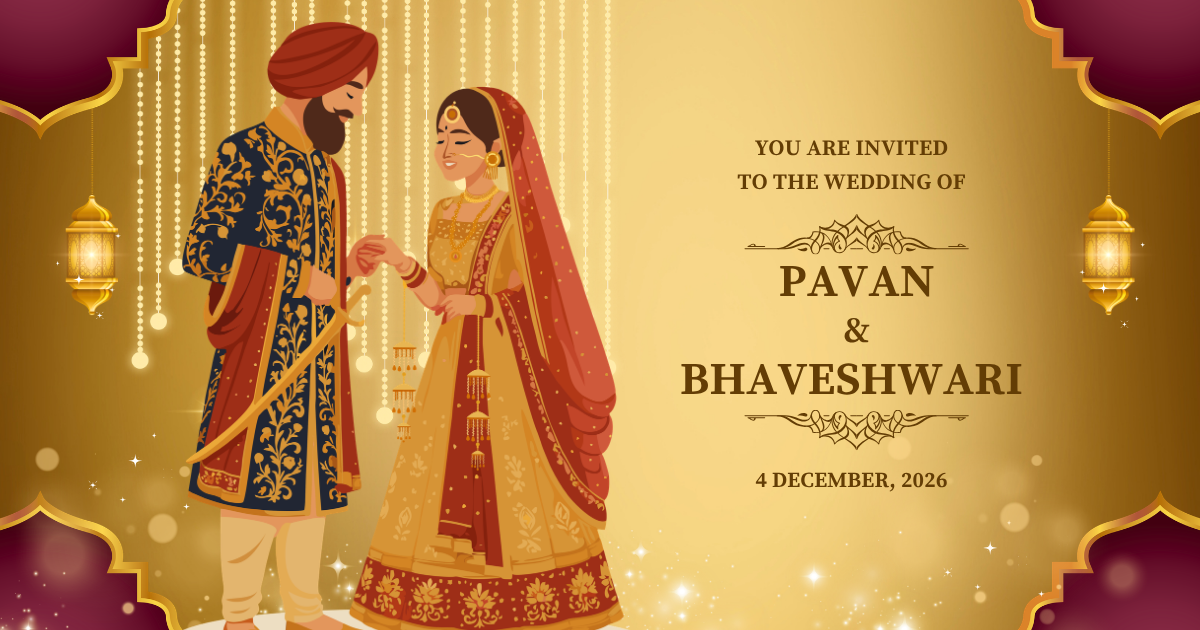 YOU ARE INVITED
TO THE WEDDING OF
PAVAN
&
BHAVESHWARI
4 DECEMBER, 2026